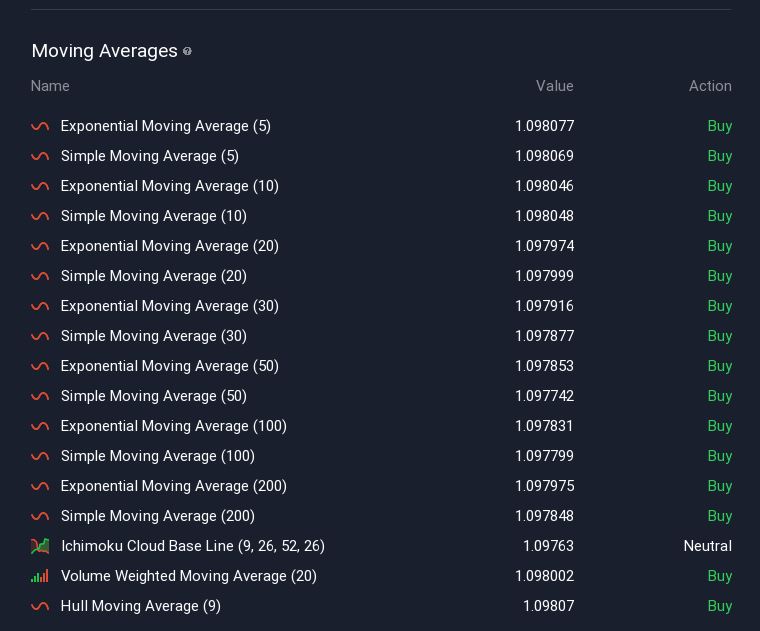 Moving Averages ?
Name Value Action
Exponential Moving Average (5) 1.098077 Buy
Simple Moving Average (5) 1.098069 Buy
Exponential Moving Average (10) 1.098046 Buy
Simple Moving Average (10) 1.098048 Buy
Exponential Moving Average (20) 1.097974 Buy
Simple Moving Average (20) 1.097999 Buy
Exponential Moving Average (30) 1.097916 Buy
Simple Moving Average (30) 1.097877 Buy
Exponential Moving Average (50) 1.097853 Buy
Simple Moving Average (50) 1.097742 Buy
Exponential Moving Average (100) 1.097831 Buy
Simple Moving Average (100) 1.097799 Buy
Exponential Moving Average (200) 1.097975 Buy
Simple Moving Average (200) 1.097848 Buy
Ichimoku Cloud Base Line (9, 26, 52, 26) 1.09763 Neutral
Volume Weighted Moving Average (20) 1.098002 Buy
Hull Moving Average (9) 1.09807 Buy